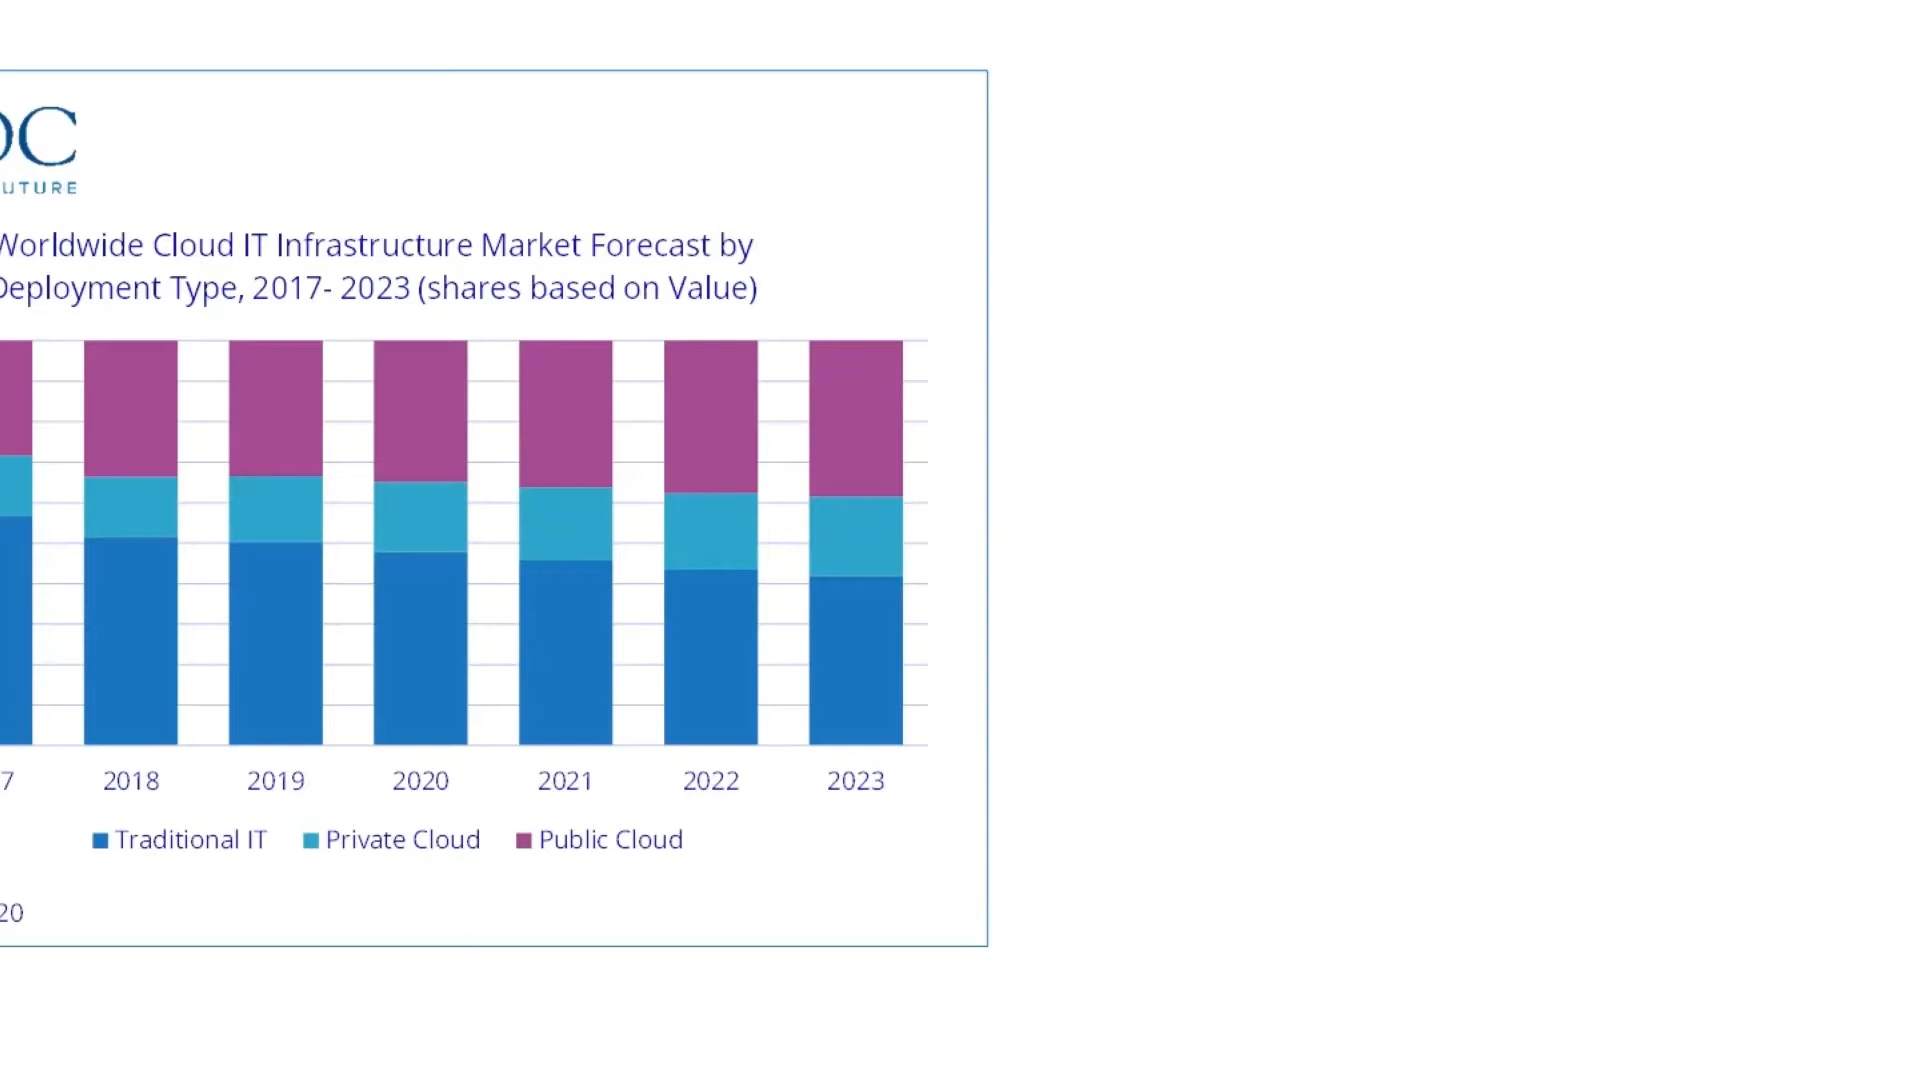 DC
UTURE
Worldwide Cloud IT Infrastructure Market Forecast by
Deployment Type, 2017- 2023 (shares based on Value)
7 2018 2019 2020 2021 2022 2023
Traditional IT Private Cloud Public Cloud
20